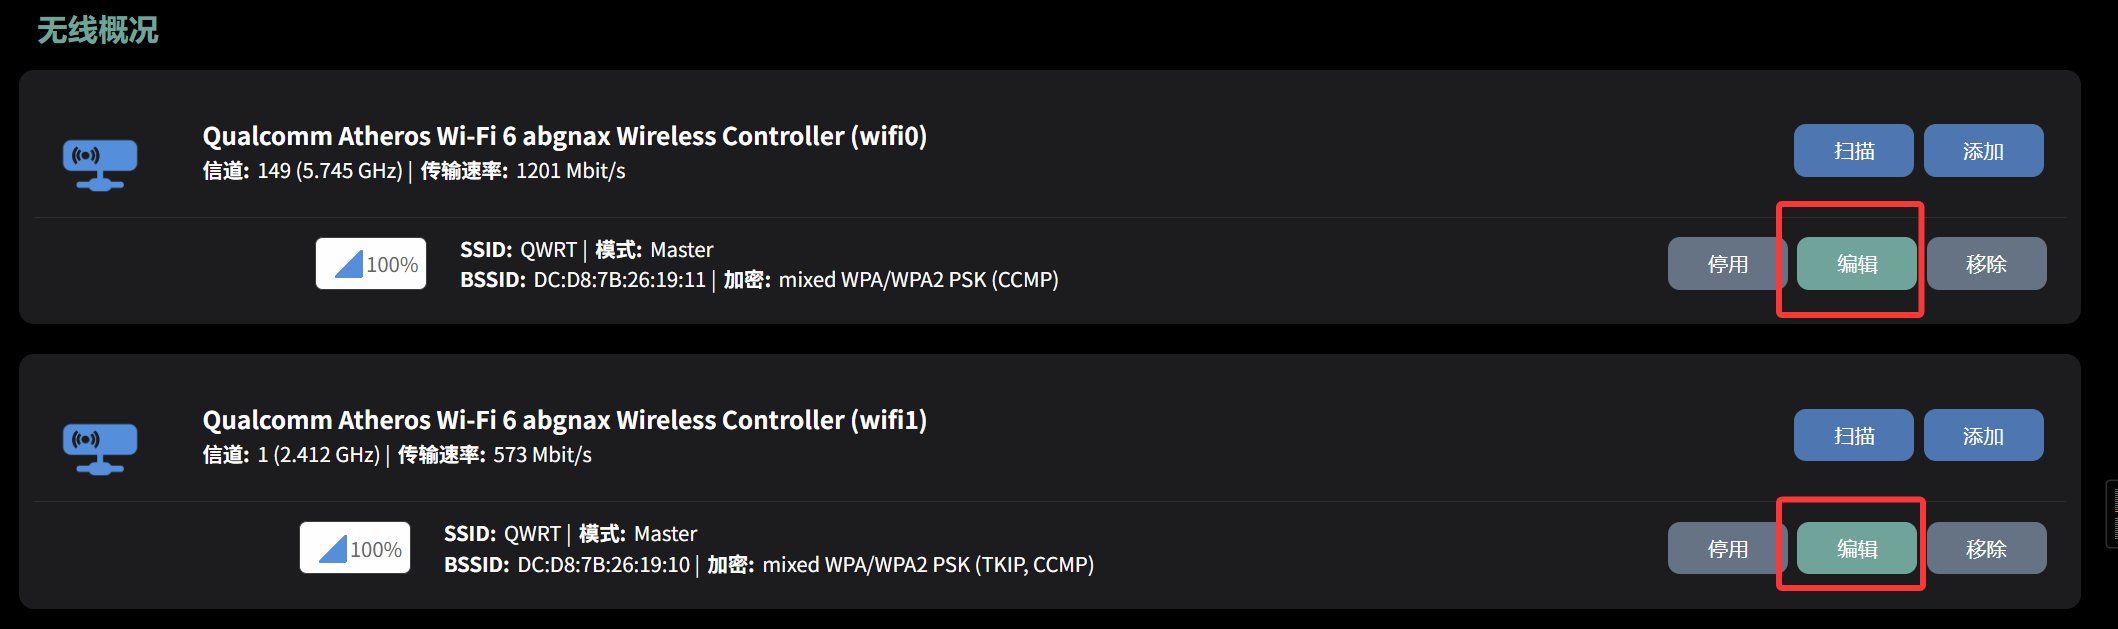 无线概况
Qualcomm Atheros Wi-Fi 6 abgnax Wireless Controller (wifi0)
信道: 149 (5.745 GHz) | 传输速率: 1201 Mbit/s
扫描 添加
100%
SSID: QWRT | 模式: Master
BSSID: DC:D8:7B:26:19:11 | 加密: mixed WPA/WPA2 PSK (CCMP)
停用 编辑 移除
Qualcomm Atheros Wi-Fi 6 abgnax Wireless Controller (wifi1)
信道: 1 (2.412 GHz) | 传输速率: 573 Mbit/s
扫描 添加
100%
SSID: QWRT | 模式: Master
BSSID: DC:D8:7B:26:19:10 | 加密: mixed WPA/WPA2 PSK (TKIP, CCMP)
停用 编辑 移除